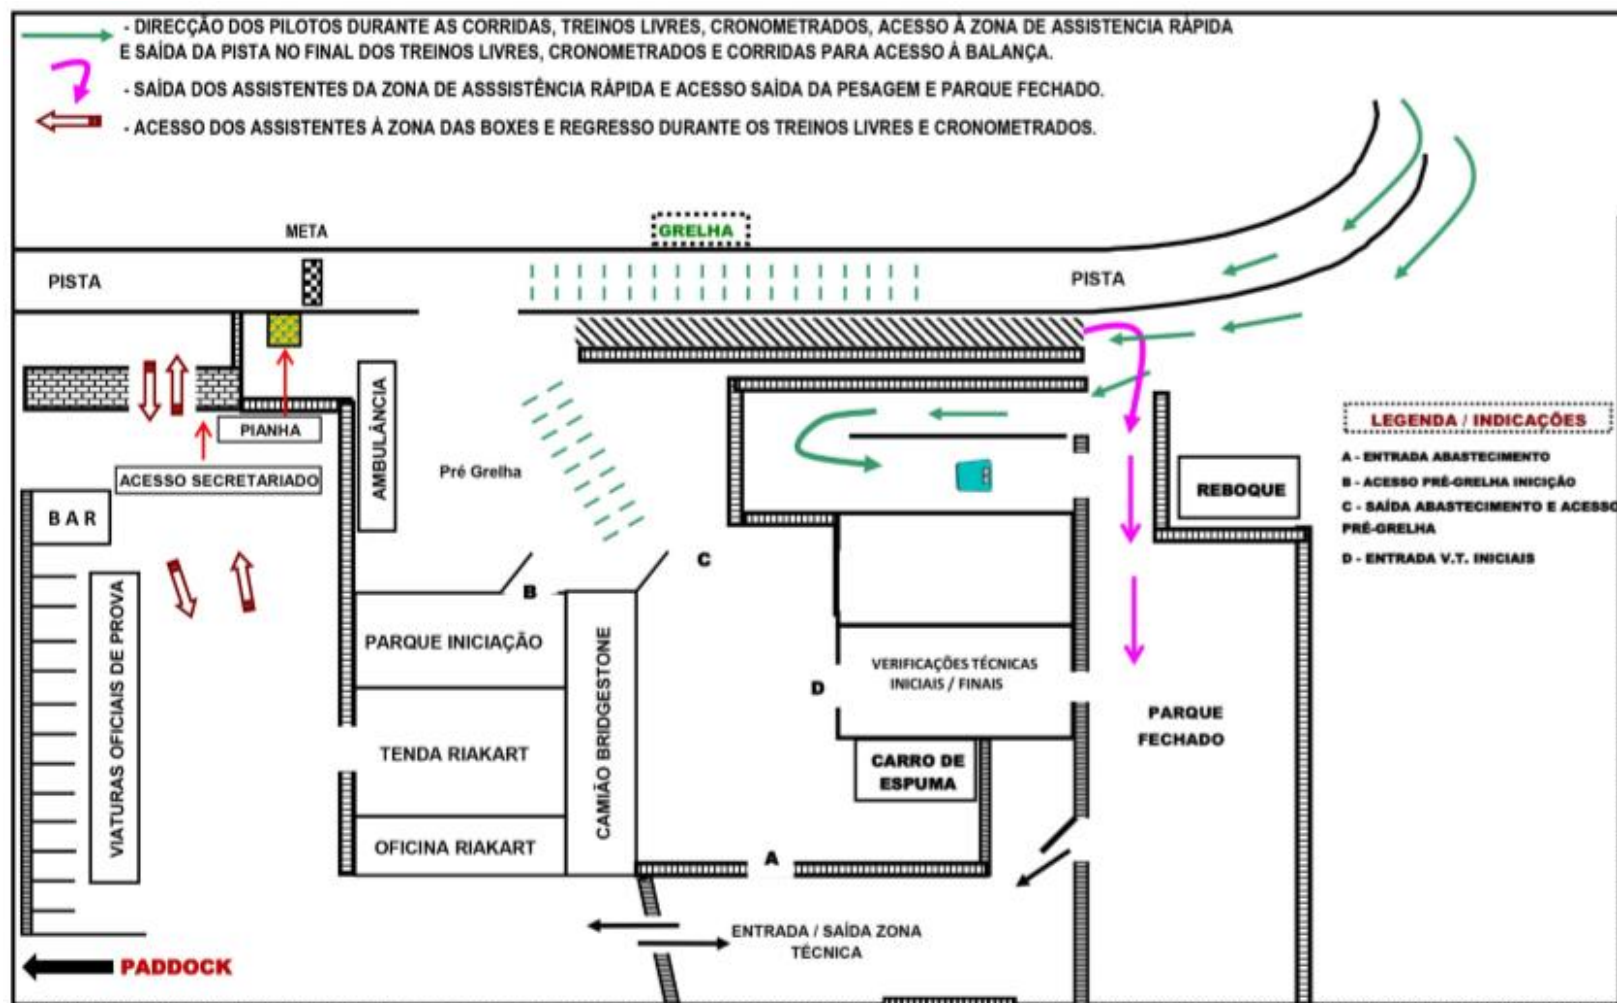 - DIRECÇÃO DOS PILOTOS DURANTE AS CORRIDAS, TREINOS LIVRES, CRONOMETRADOS, ACESSO À ZONA DE ASSISTENCIA RÀPIDA
E SAÍDA DA PISTA NO FINAL DOS TREINOS LIVRES, CRONOMETRADOS E CORRIDAS PARA ACESSO À BALANÇA.
- SAÍDA DOS ASSISTENTES DA ZONA DE ASSSISTÊNCIA RÀPIDA E ACESSO SAÍDA DA PESAGEM E PARQUE FECHADO.
- ACESSO DOS ASSISTENTES À ZONA DAS BOXES E REGRESSO DURANTE OS TREINOS LIVRES E CRONOMETRADOS.
META
GRELHA
PISTA
PISTA
AMBULÂNCIA
PIANHA
Pré Grelha
ACESSO SECRETARIADO
BAR
REBOQUE
LEGENDA / INDICAÇÕES
A - ENTRADA ABASTECIMENTO
B - ACESSO PRÉ-GRELHA INICIÇÃO
C - SAÍDA ABASTECIMENTO E ACESSO
PRÉ-GRELHA
D - ENTRADA V.T. INICIAIS
C
B
VIATURAS OFICIAIS DE PROVA
PARQUE INICIAÇÃO
CAMIÃO BRIDGESTONE
VERIFICAÇÕES TÉCNICAS
INICIAIS / FINAIS
D
PARQUE
FECHADO
TENDA RIAKART
CARRO DE
ESPUMA
OFICINA RIAKART
A
ENTRADA / SAÍDA ZONA
TÉCNICA
PADDOCK